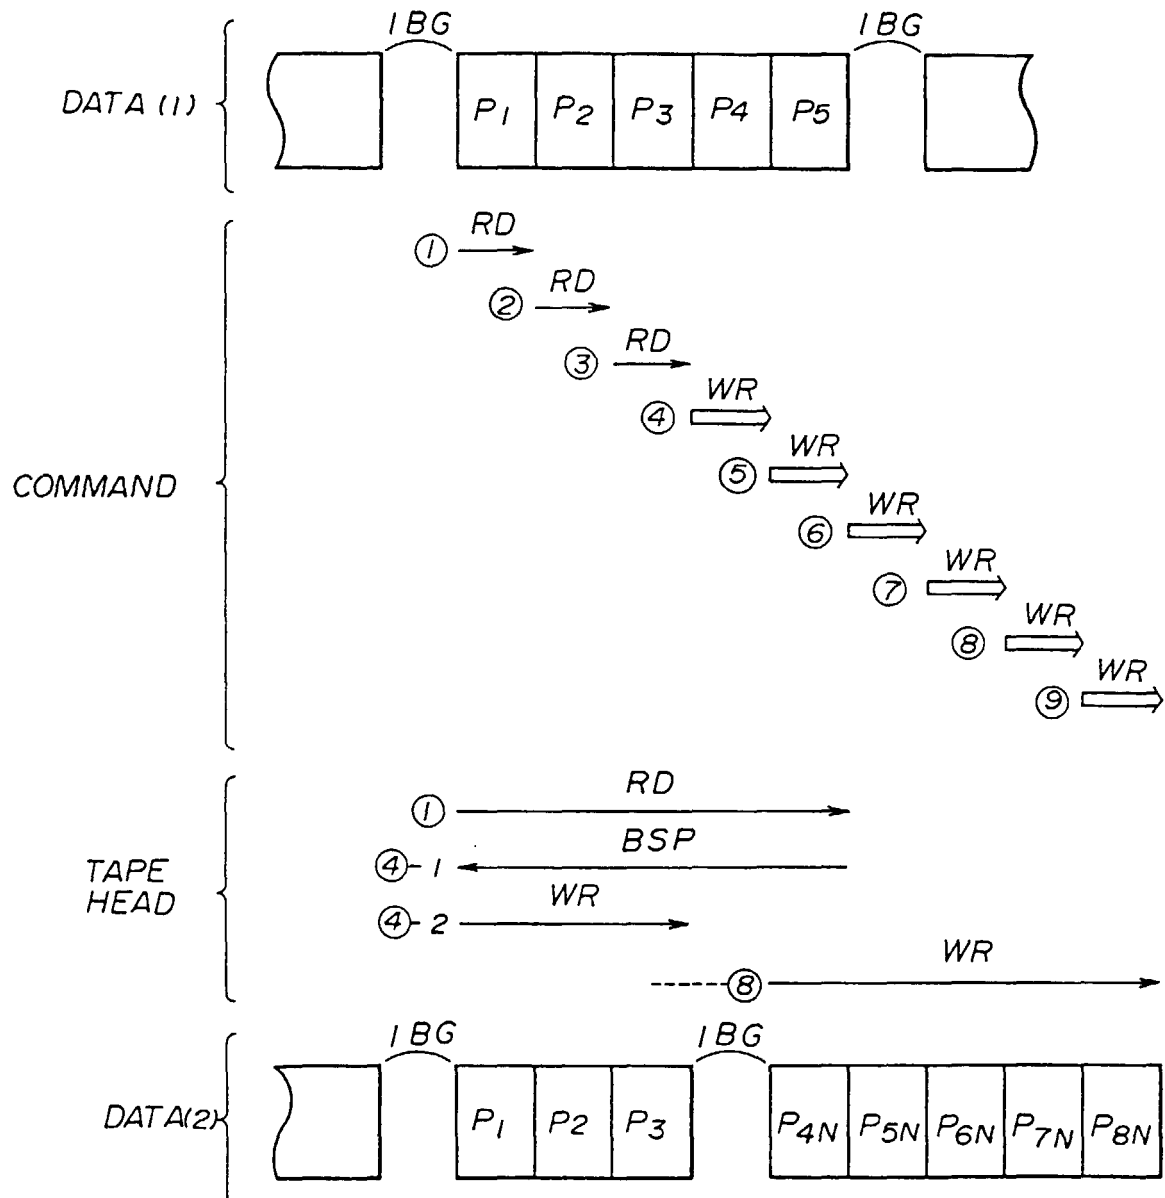 IBG IBG
DATA (1) P1 P2 P3 P4 P5
① RD
② RD
③ RD
④ WR
⑤ WR
COMMAND
⑥ WR
⑦ WR
⑧ WR
⑨ WR
① RD
④-1 BSP
TAPE HEAD
④-2 WR
⑧ WR
IBG IBG
DATA(2) P1 P2 P3 P4N P5N P6N P7N P8N